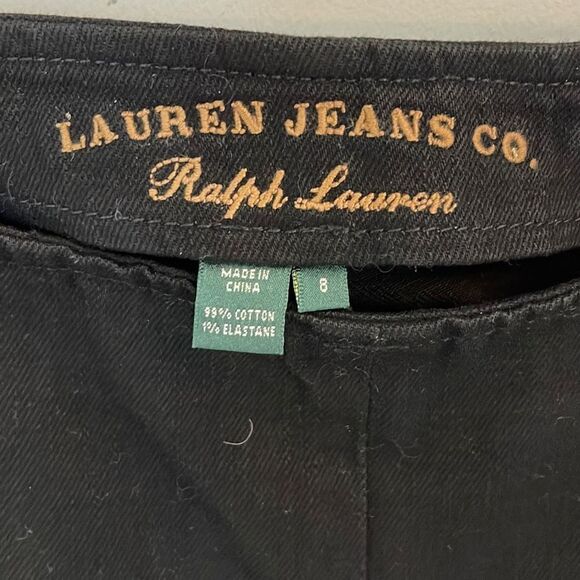 LAUREN JEANS CO.
Ralph Lauren
MADE IN
CHINA
99% COTTON
1% ELASTANE
8